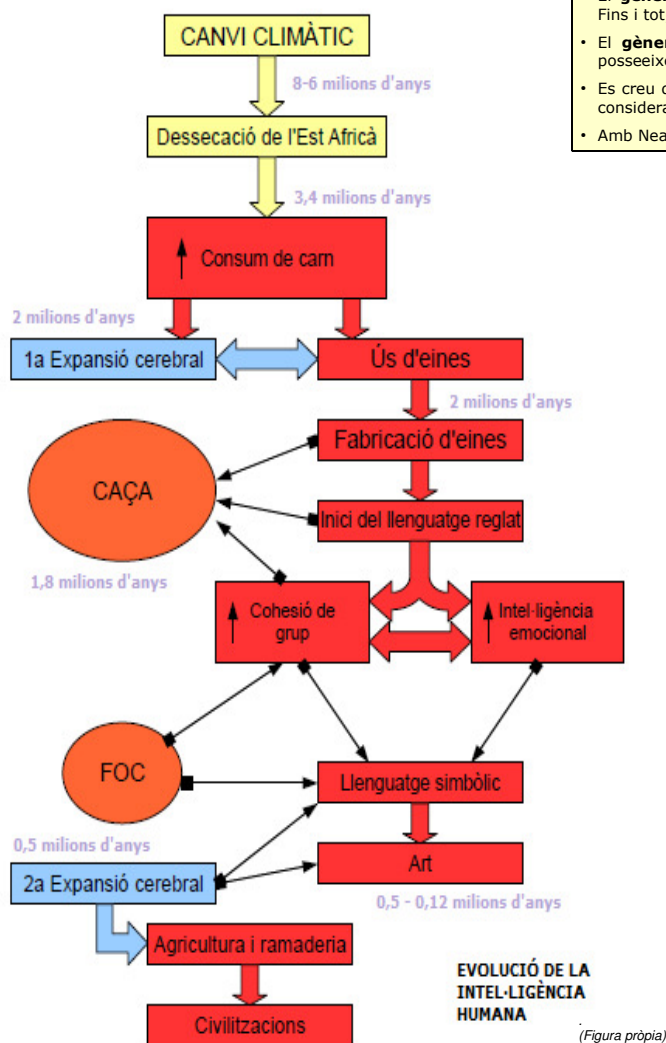 El gèner
Fins i tot
• El gèner
posseeix
• Es creu
considera
• Amb Nea
CANVI CLIMÀTIC
8-6 milions d'anys
Dessecació de l'Est Africà
3,4 milions d'anys
Consum de carn
2 milions d'anys
1a Expansió cerebral
Ús d'eines
2 milions d'anys
Fabricació d'eines
CAÇA
Inici del llenguatge reglat
1,8 milions d'anys
Cohesió de
grup
Intel·ligència
emocional
FOC
Llenguatge simbòlic
0,5 milions d'anys
2a Expansió cerebral
Art
0,5 - 0,12 milions d'anys
Agricultura i ramaderia
Civilitzacions
EVOLUCIÓ DE LA
INTEL·LIGÈNCIA
HUMANA
(Figura pròpia)